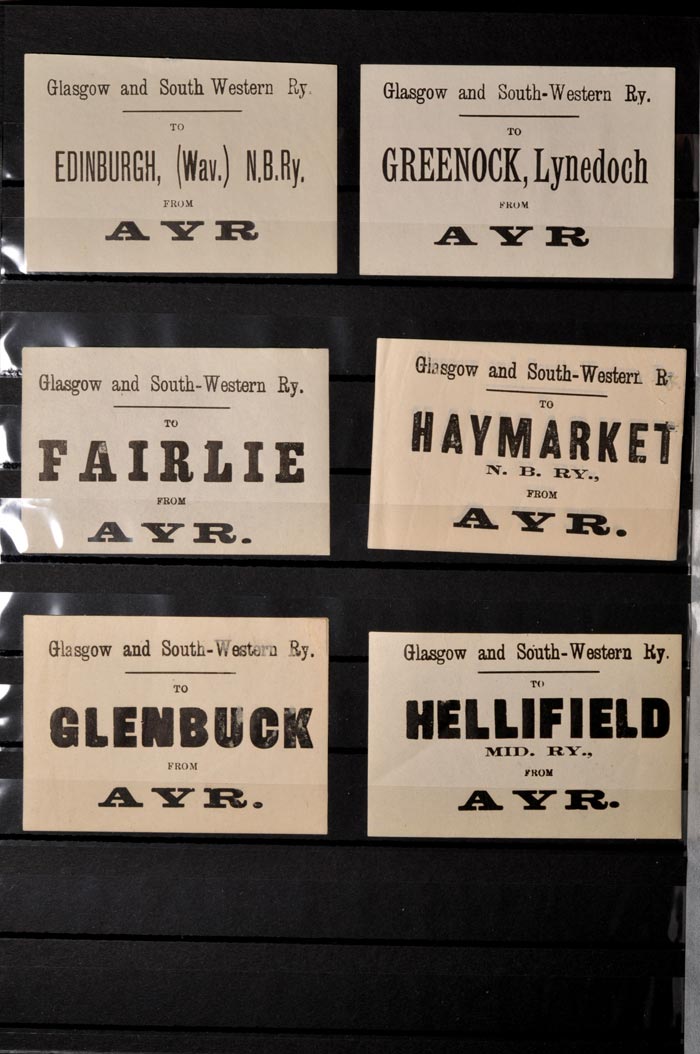 Glasgow and South Western Ry.
TO
EDINBURGH, (Wav.) N.B.Ry.
FROM
AYR
Glasgow and South-Western Ry.
TO
GREENOCK, Lynedoch
FROM
AYR
Glasgow and South-Western Ry.
TO
FAIRLIE
FROM
AYR.
Glasgow and South-Western R
TO
HAYMARKET
N. B. RY.,
FROM
AYR.
Glasgow and South-Western Ry.
TO
GLENBUCK
FROM
AYR.
Glasgow and South-Western Ry.
TO
HELLIFIELD
MID. RY.,
FROM
AYR.